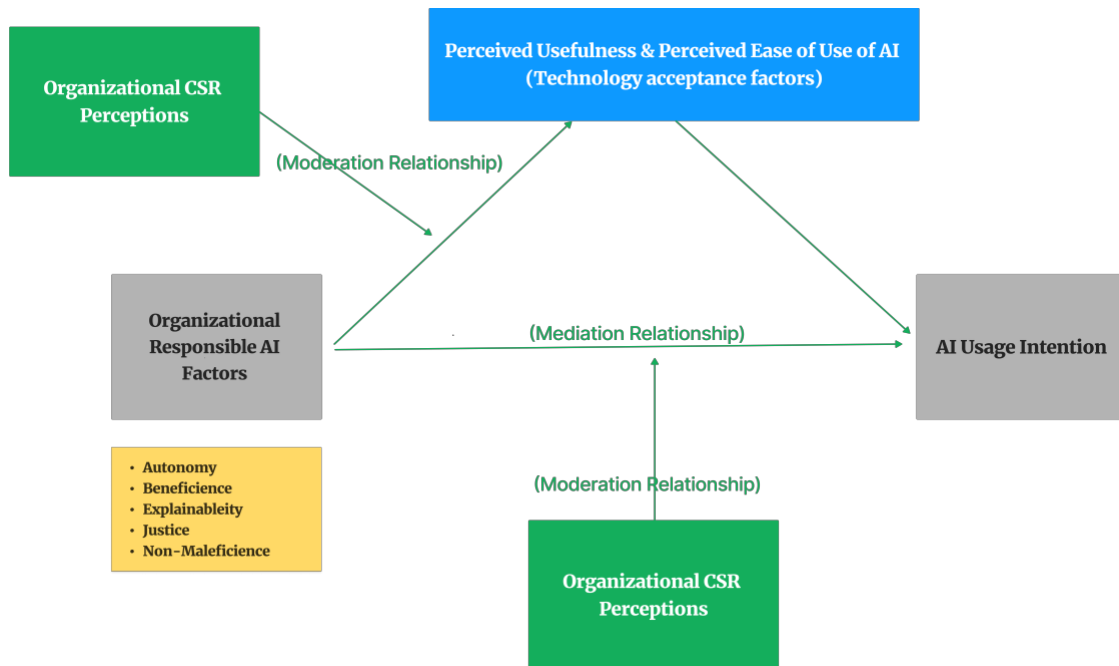 Perceived Usefulness & Perceived Ease of Use of AI
(Technology acceptance factors)
Organizational CSR
Perceptions
(Moderation Relationship)
Organizational
Responsible AI
Factors
(Mediation Relationship)
AI Usage Intention
• Autonomy
• Beneficience
• Explainableity
• Justice
• Non-Maleficience
(Moderation Relationship)
Organizational CSR
Perceptions